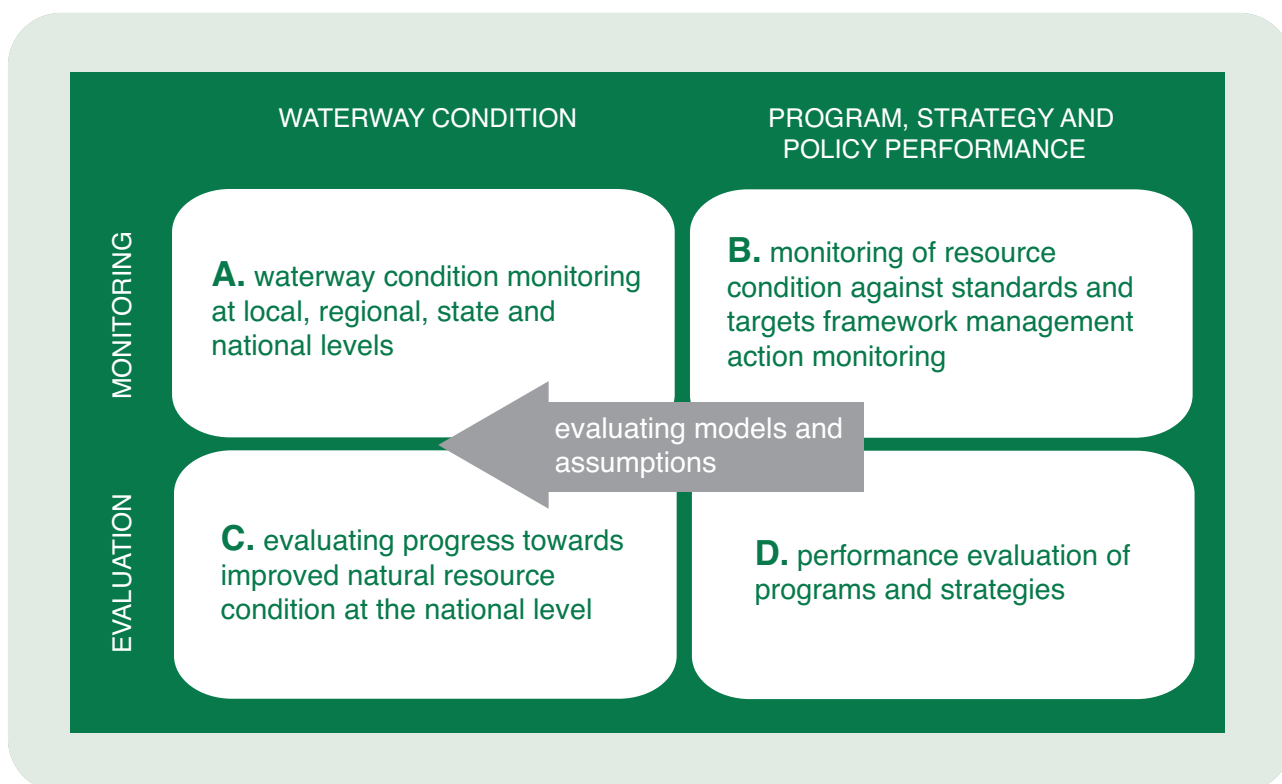 WATERWAY CONDITION
PROGRAM, STRATEGY AND
POLICY PERFORMANCE
MONITORING
A. waterway condition monitoring
at local, regional, state and
national levels
B. monitoring of resource
condition against standards and
targets framework management
action monitoring
evaluating models and
assumptions
EVALUATION
C. evaluating progress towards
improved natural resource
condition at the national level
D. performance evaluation of
programs and strategies